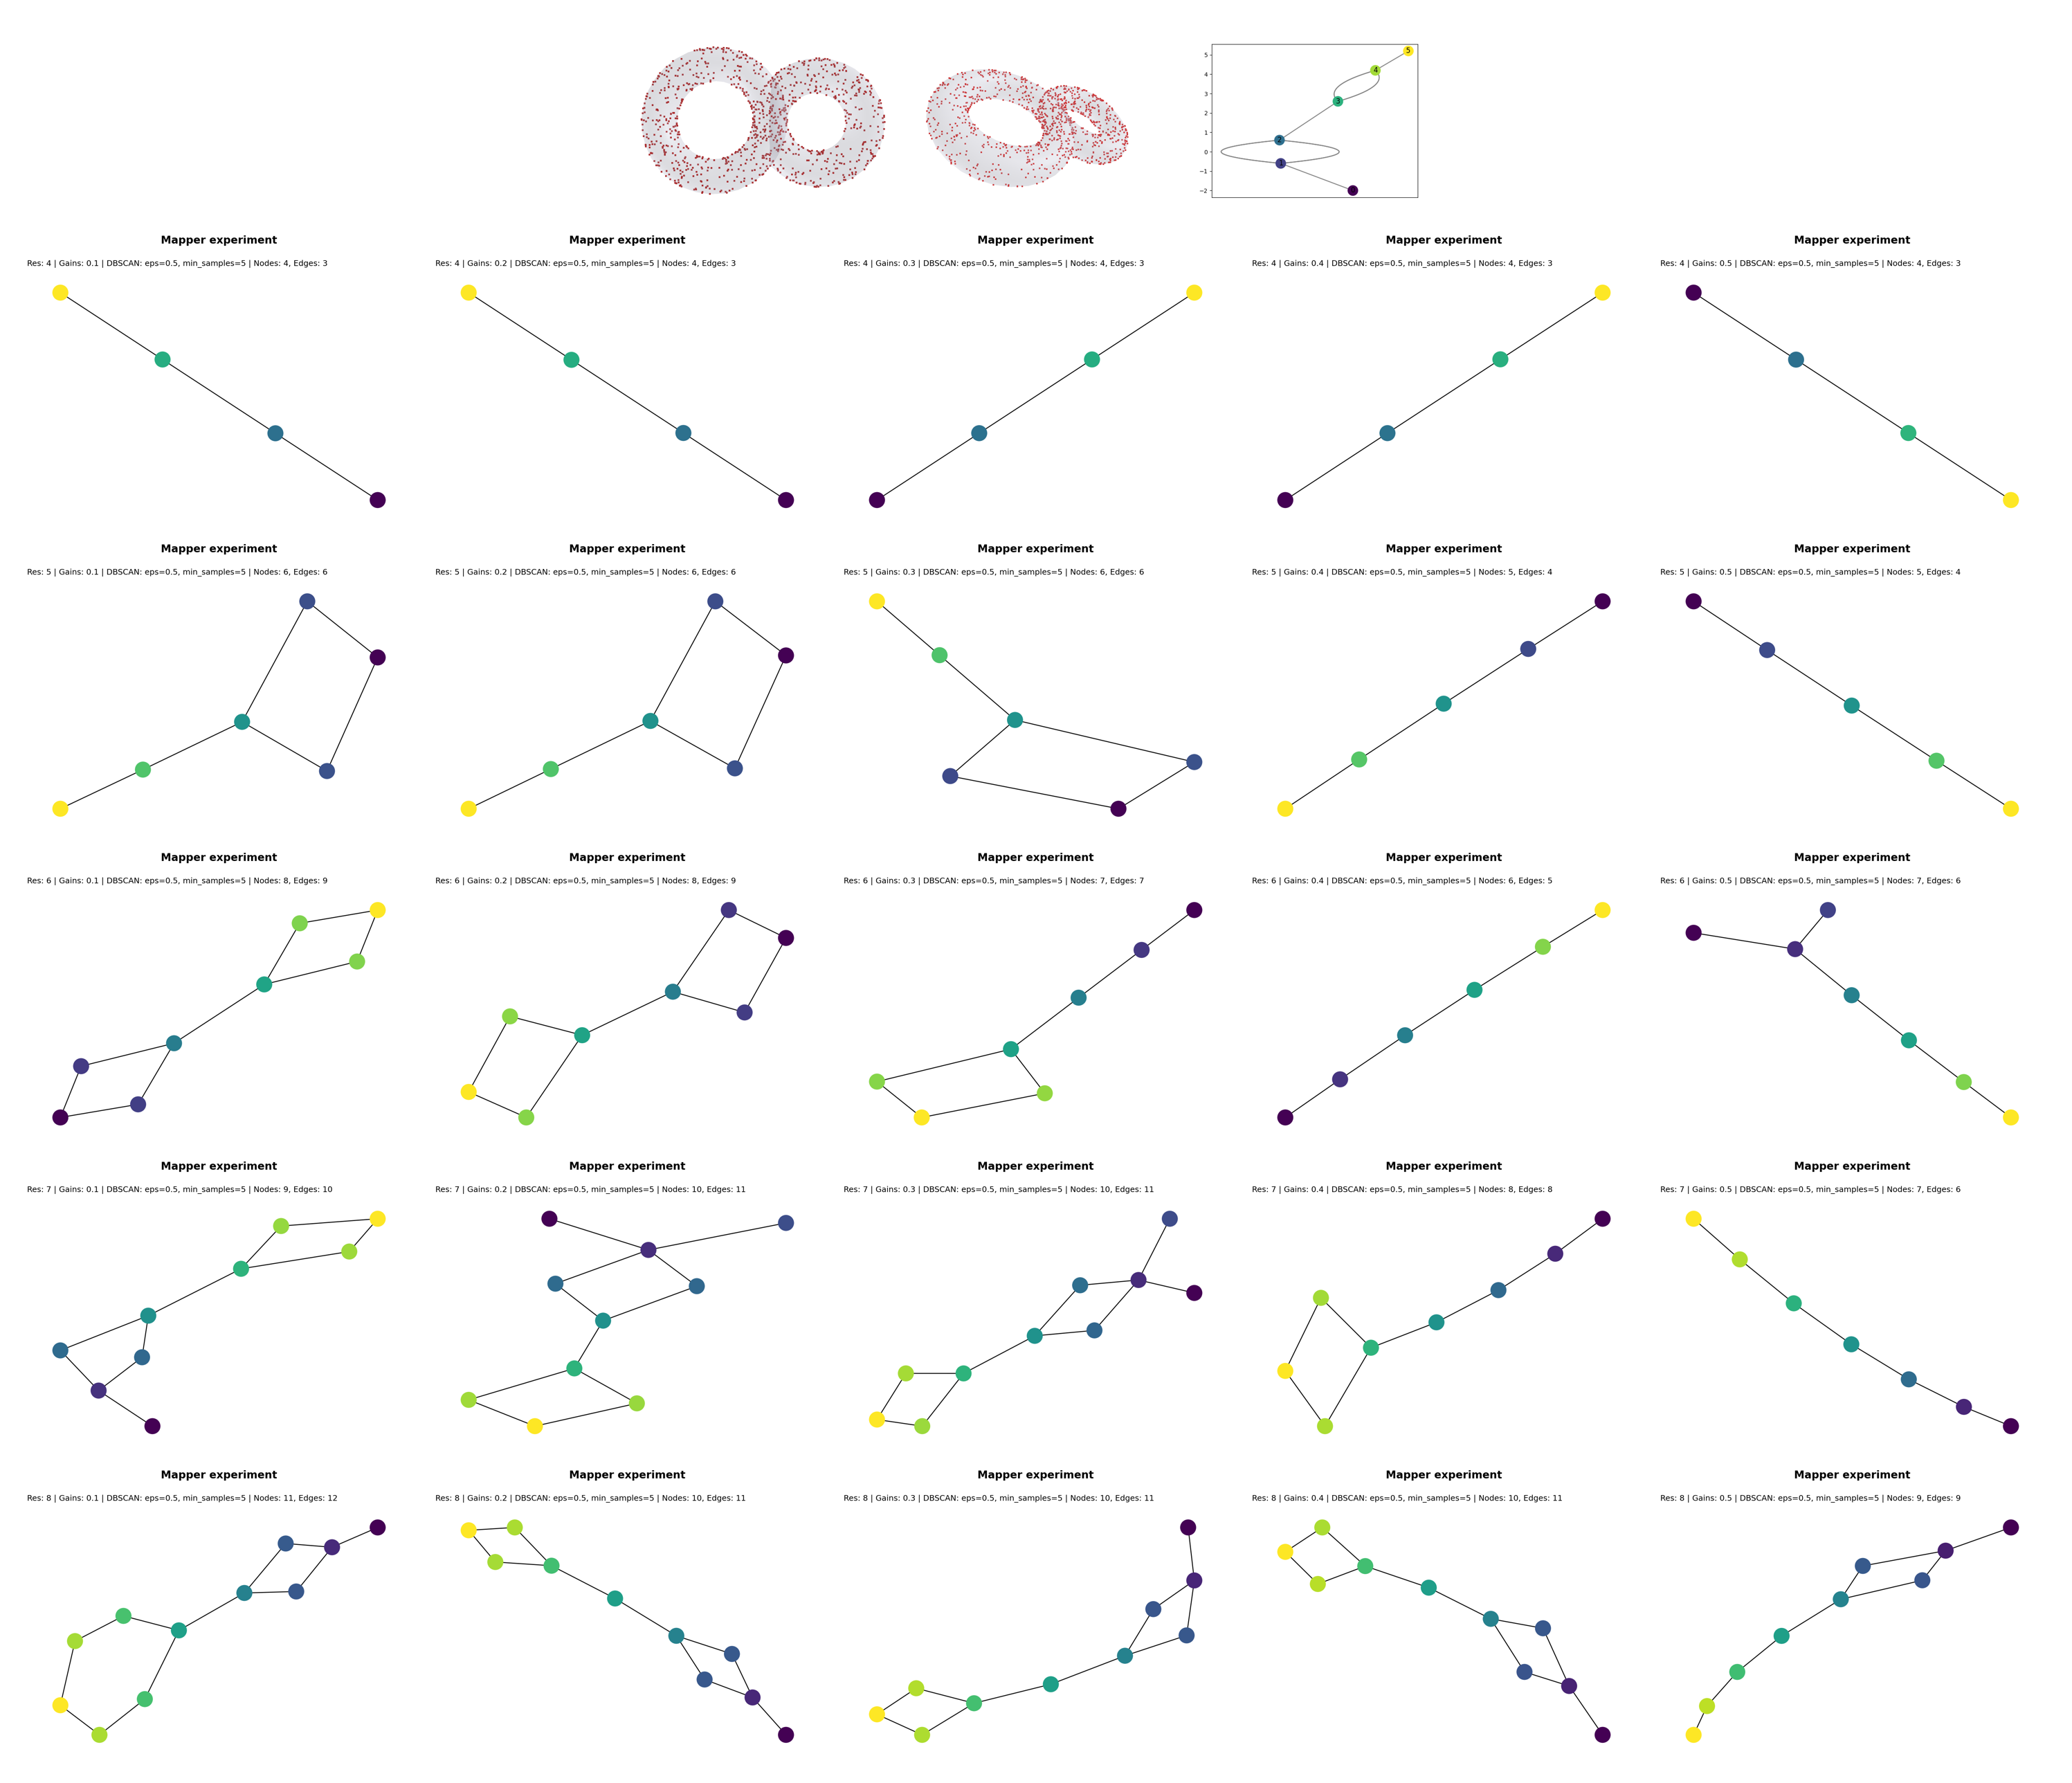 5
4
3
2
1
0
−1
−2
5
4
3
2
1
Mapper experiment
Res: 4 | Gains: 0.1 | DBSCAN: eps=0.5, min_samples=5 | Nodes: 4, Edges: 3
Mapper experiment
Res: 4 | Gains: 0.2 | DBSCAN: eps=0.5, min_samples=5 | Nodes: 4, Edges: 3
Mapper experiment
Res: 4 | Gains: 0.3 | DBSCAN: eps=0.5, min_samples=5 | Nodes: 4, Edges: 3
Mapper experiment
Res: 4 | Gains: 0.4 | DBSCAN: eps=0.5, min_samples=5 | Nodes: 4, Edges: 3
Mapper experiment
Res: 4 | Gains: 0.5 | DBSCAN: eps=0.5, min_samples=5 | Nodes: 4, Edges: 3
Mapper experiment
Res: 5 | Gains: 0.1 | DBSCAN: eps=0.5, min_samples=5 | Nodes: 6, Edges: 6
Mapper experiment
Res: 5 | Gains: 0.2 | DBSCAN: eps=0.5, min_samples=5 | Nodes: 6, Edges: 6
Mapper experiment
Res: 5 | Gains: 0.3 | DBSCAN: eps=0.5, min_samples=5 | Nodes: 6, Edges: 6
Mapper experiment
Res: 5 | Gains: 0.4 | DBSCAN: eps=0.5, min_samples=5 | Nodes: 5, Edges: 4
Mapper experiment
Res: 5 | Gains: 0.5 | DBSCAN: eps=0.5, min_samples=5 | Nodes: 5, Edges: 4
Mapper experiment
Res: 6 | Gains: 0.1 | DBSCAN: eps=0.5, min_samples=5 | Nodes: 8, Edges: 9
Mapper experiment
Res: 6 | Gains: 0.2 | DBSCAN: eps=0.5, min_samples=5 | Nodes: 8, Edges: 9
Mapper experiment
Res: 6 | Gains: 0.3 | DBSCAN: eps=0.5, min_samples=5 | Nodes: 7, Edges: 7
Mapper experiment
Res: 6 | Gains: 0.4 | DBSCAN: eps=0.5, min_samples=5 | Nodes: 6, Edges: 5
Mapper experiment
Res: 6 | Gains: 0.5 | DBSCAN: eps=0.5, min_samples=5 | Nodes: 7, Edges: 6
Mapper experiment
Res: 7 | Gains: 0.1 | DBSCAN: eps=0.5, min_samples=5 | Nodes: 9, Edges: 10
Mapper experiment
Res: 7 | Gains: 0.2 | DBSCAN: eps=0.5, min_samples=5 | Nodes: 10, Edges: 11
Mapper experiment
Res: 7 | Gains: 0.3 | DBSCAN: eps=0.5, min_samples=5 | Nodes: 10, Edges: 11
Mapper experiment
Res: 7 | Gains: 0.4 | DBSCAN: eps=0.5, min_samples=5 | Nodes: 8, Edges: 8
Mapper experiment
Res: 7 | Gains: 0.5 | DBSCAN: eps=0.5, min_samples=5 | Nodes: 7, Edges: 6
Mapper experiment
Res: 8 | Gains: 0.1 | DBSCAN: eps=0.5, min_samples=5 | Nodes: 11, Edges: 12
Mapper experiment
Res: 8 | Gains: 0.2 | DBSCAN: eps=0.5, min_samples=5 | Nodes: 10, Edges: 11
Mapper experiment
Res: 8 | Gains: 0.3 | DBSCAN: eps=0.5, min_samples=5 | Nodes: 10, Edges: 11
Mapper experiment
Res: 8 | Gains: 0.4 | DBSCAN: eps=0.5, min_samples=5 | Nodes: 10, Edges: 11
Mapper experiment
Res: 8 | Gains: 0.5 | DBSCAN: eps=0.5, min_samples=5 | Nodes: 9, Edges: 9